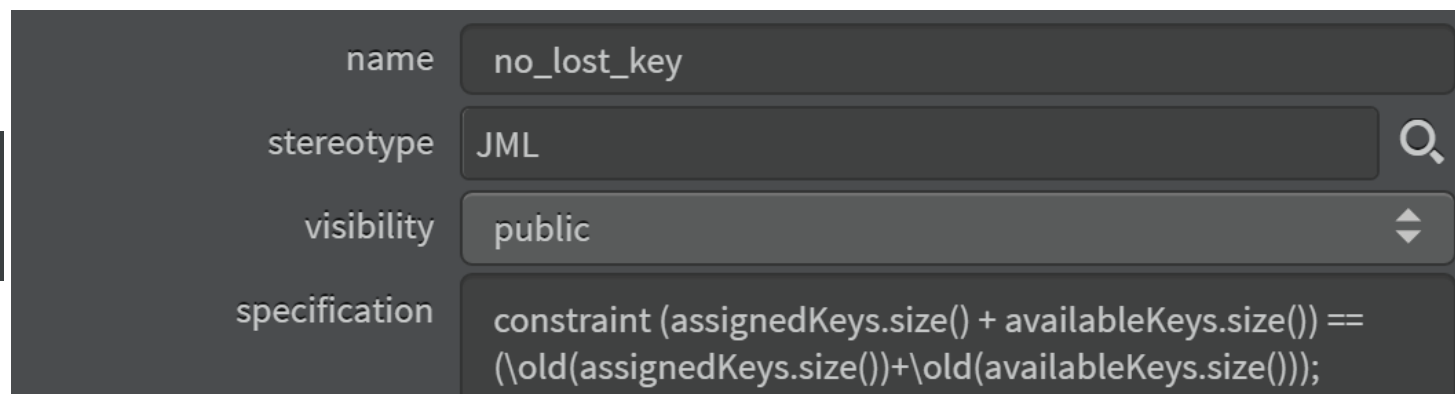 name no_lost_key
stereotype JML
visibility public
specification constraint (assignedKeys.size() + availableKeys.size()) ==
(\old(assignedKeys.size())+\old(availableKeys.size()));